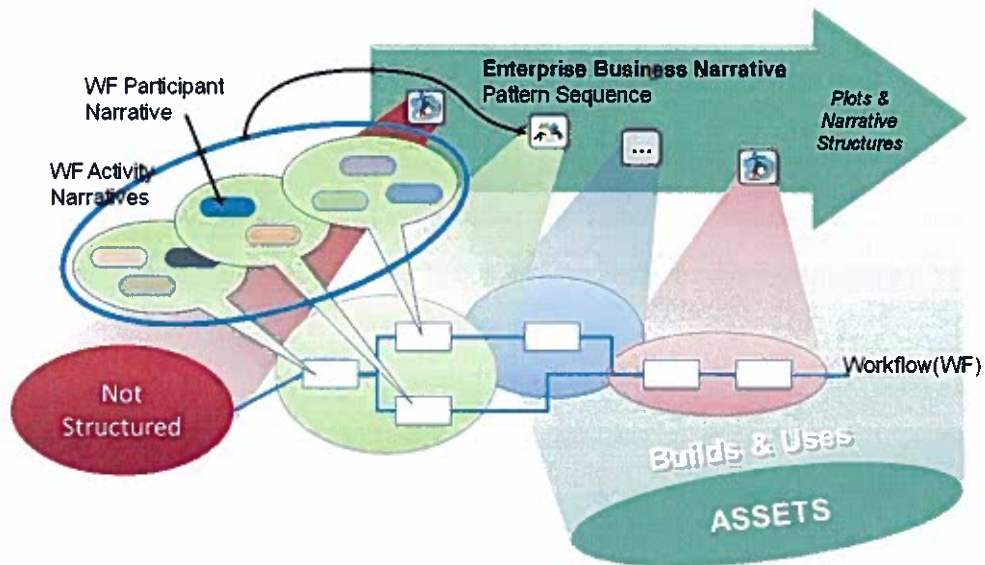 Enterprise Business Narrative
Pattern Sequence
WF Participant
Narrative
Plots &
Narrative
Structures
WF Activity
Narratives
...
Workflow(WF)
Not
Structured
Builds & Uses
ASSETS